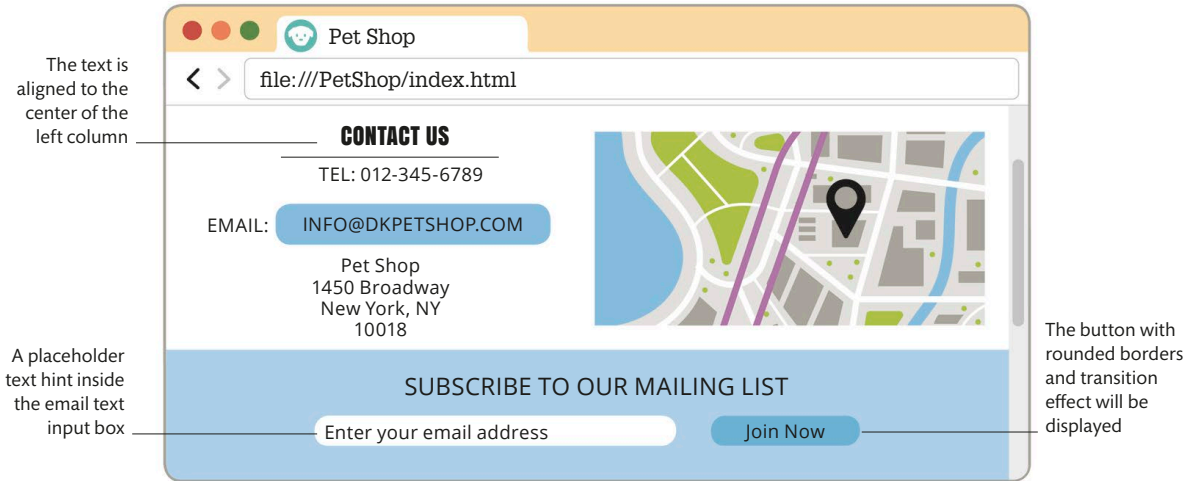 Pet Shop
file:///PetShop/index.html
The text is
aligned to the
center of the
left column
CONTACT US
TEL: 012-345-6789
EMAIL: INFO@DKPETSHOP.COM
Pet Shop
1450 Broadway
New York, NY
10018
A placeholder
text hint inside
the email text
input box
SUBSCRIBE TO OUR MAILING LIST
Enter your email address
Join Now
The button with
rounded borders
and transition
effect will be
displayed